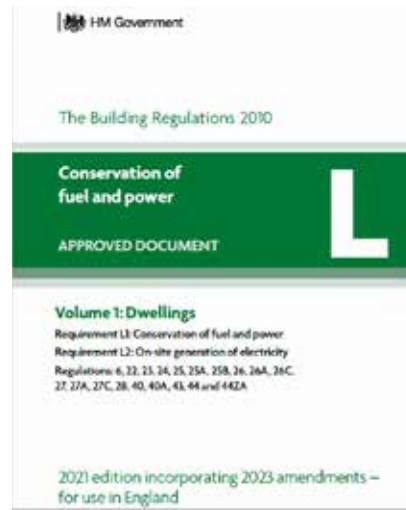 HM Government
The Building Regulations 2010
Conservation of
fuel and power
APPROVED DOCUMENT
L
Volume 1: Dwellings
Requirement L1: Conservation of fuel and power
Requirement L2: On-site generation of electricity
Regulations: 6, 22, 23, 24, 25, 25A, 25B, 26, 26A, 26C,
27, 27A, 27C, 28, 40, 40A, 43, 44 and 44ZA
2021 edition incorporating 2023 amendments –
for use in England